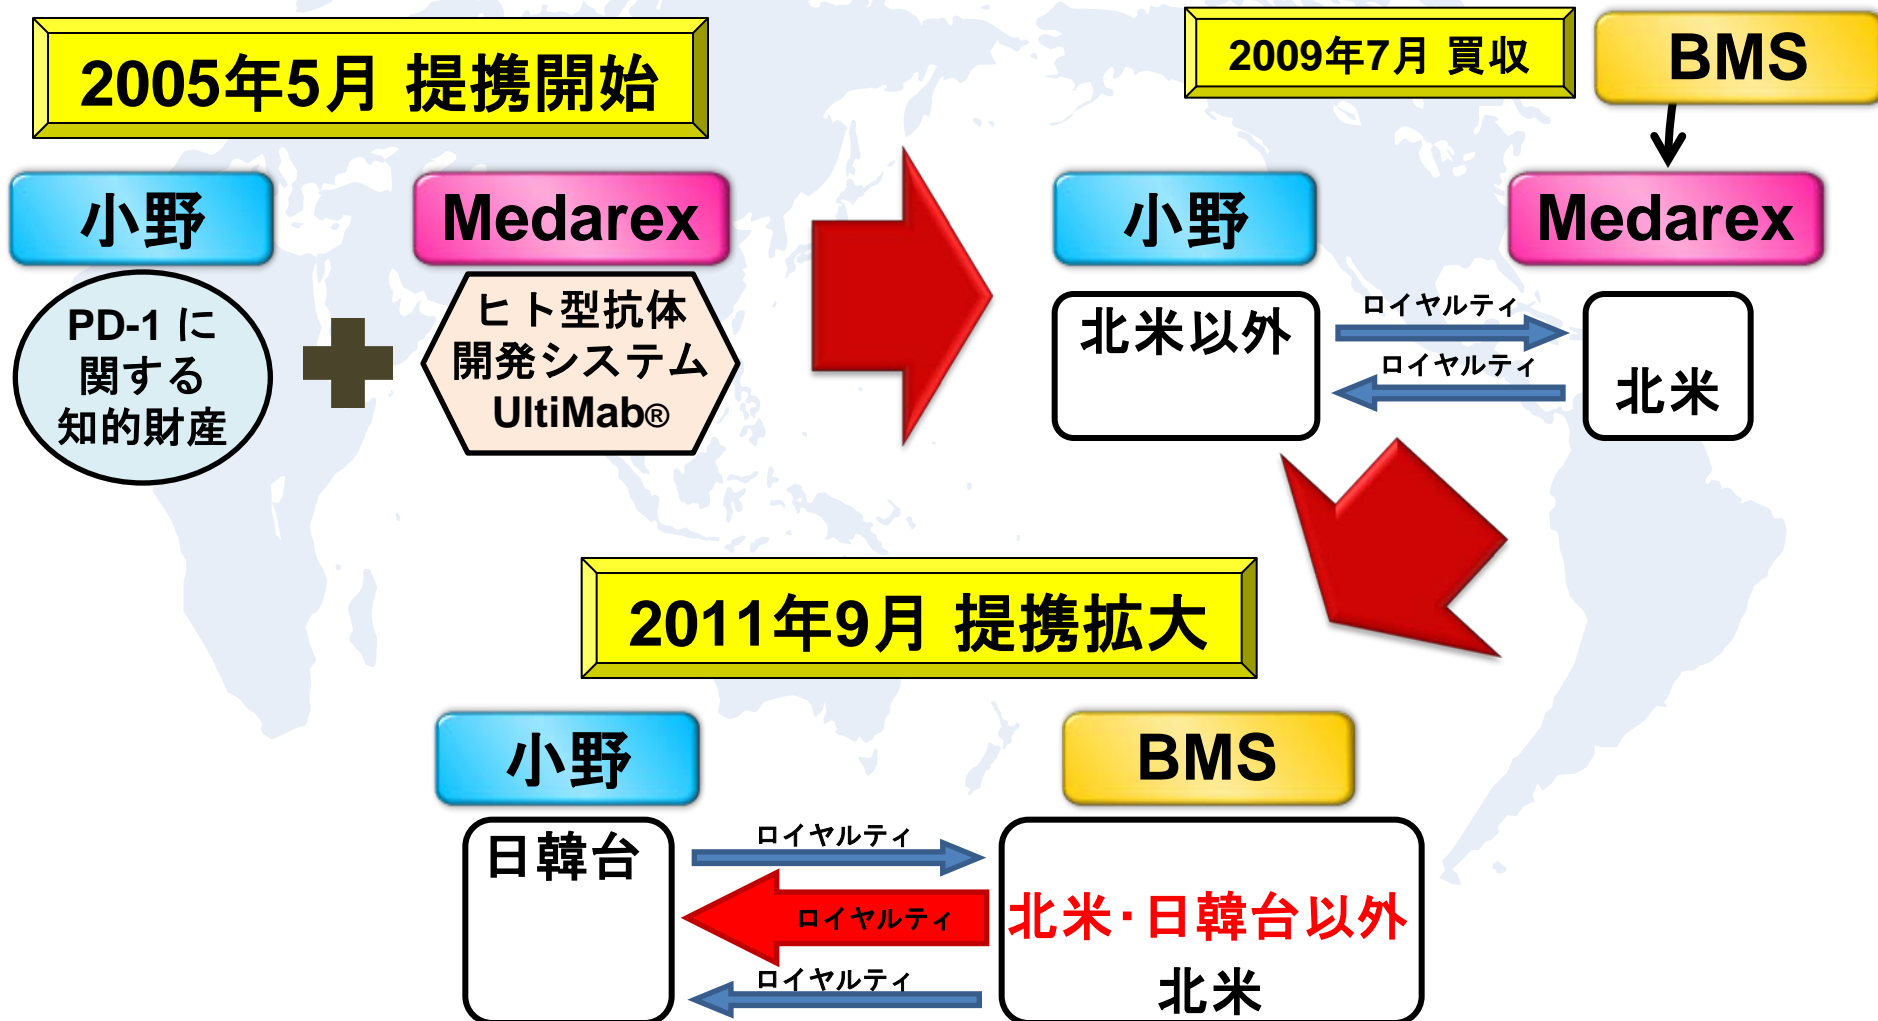 2005年5月 提携開始
小野
Medarex
PD-1 に
関する
知的財産
ヒト型抗体
開発システム
UltiMab®
2009年7月 買収
BMS
小野
Medarex
北米以外
ロイヤルティ
ロイヤルティ
北米
2011年9月 提携拡大
小野
BMS
日韓台
ロイヤルティ
ロイヤルティ
ロイヤルティ
北米・日韓台以外
北米